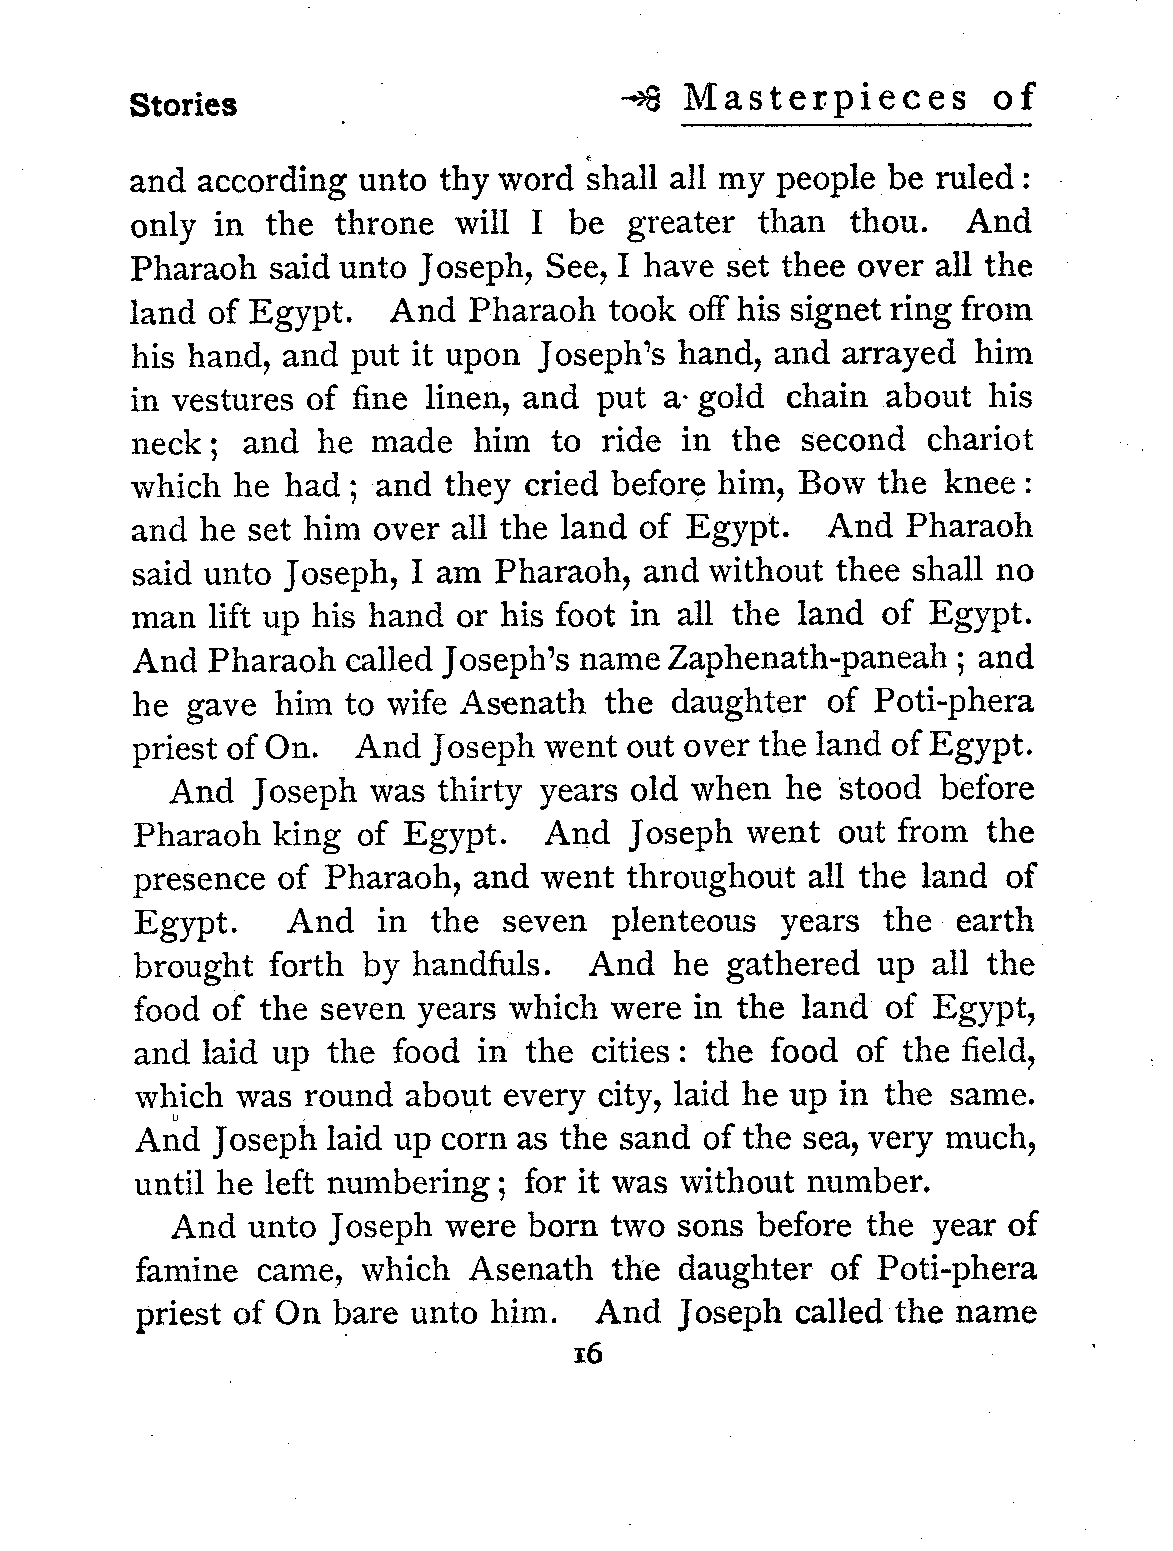 Stories Masterpieces of
and according unto thy word shall all my people be ruled:
only in the throne will I be greater than thou. And
Pharaoh said unto Joseph, See, I have set thee over all the
land of Egypt. And Pharaoh took off his signet ring from
his hand, and put it upon Joseph's hand, and arrayed him
in vestures of fine linen, and put a gold chain about his
neck; and he made him to ride in the second chariot
which he had; and they cried before him, Bow the knee:
and he set him over all the land of Egypt. And Pharaoh
said unto Joseph, I am Pharaoh, and without thee shall no
man lift up his hand or his foot in all the land of Egypt.
And Pharaoh called Joseph's name Zaphenath-paneah; and
he gave him to wife Asenath the daughter of Poti-phera
priest of On. And Joseph went out over the land of Egypt.
And Joseph was thirty years old when he stood before
Pharaoh king of Egypt. And Joseph went out from the
presence of Pharaoh, and went throughout all the land of
Egypt. And in the seven plenteous years the earth
brought forth by handfuls. And he gathered up all the
food of the seven years which were in the land of Egypt,
and laid up the food in the cities: the food of the field,
which was round about every city, laid he up in the same.
And Joseph laid up corn as the sand of the sea, very much,
until he left numbering; for it was without number.
And unto Joseph were born two sons before the year of
famine came, which Asenath the daughter of Poti-phera
priest of On bare unto him. And Joseph called the name
16